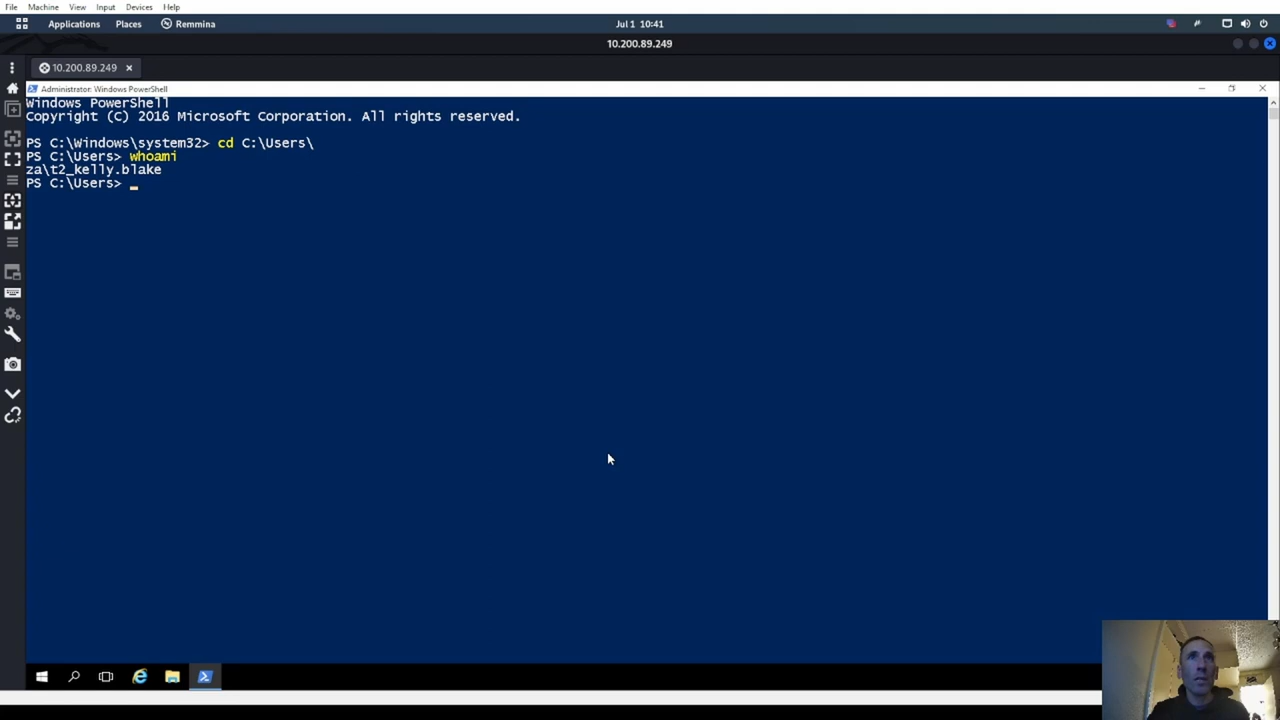 File Machine View Input Devices Help
Applications Places Remmina Jul 1 10:41
10.200.89.249
10.200.89.249
Administrator: Windows PowerShell
Windows PowerShell
Copyright (C) 2016 Microsoft Corporation. All rights reserved.
PS C:\Windows\system32> cd C:\Users\
PS C:\Users> whoami
za\t2_kelly.blake
PS C:\Users>